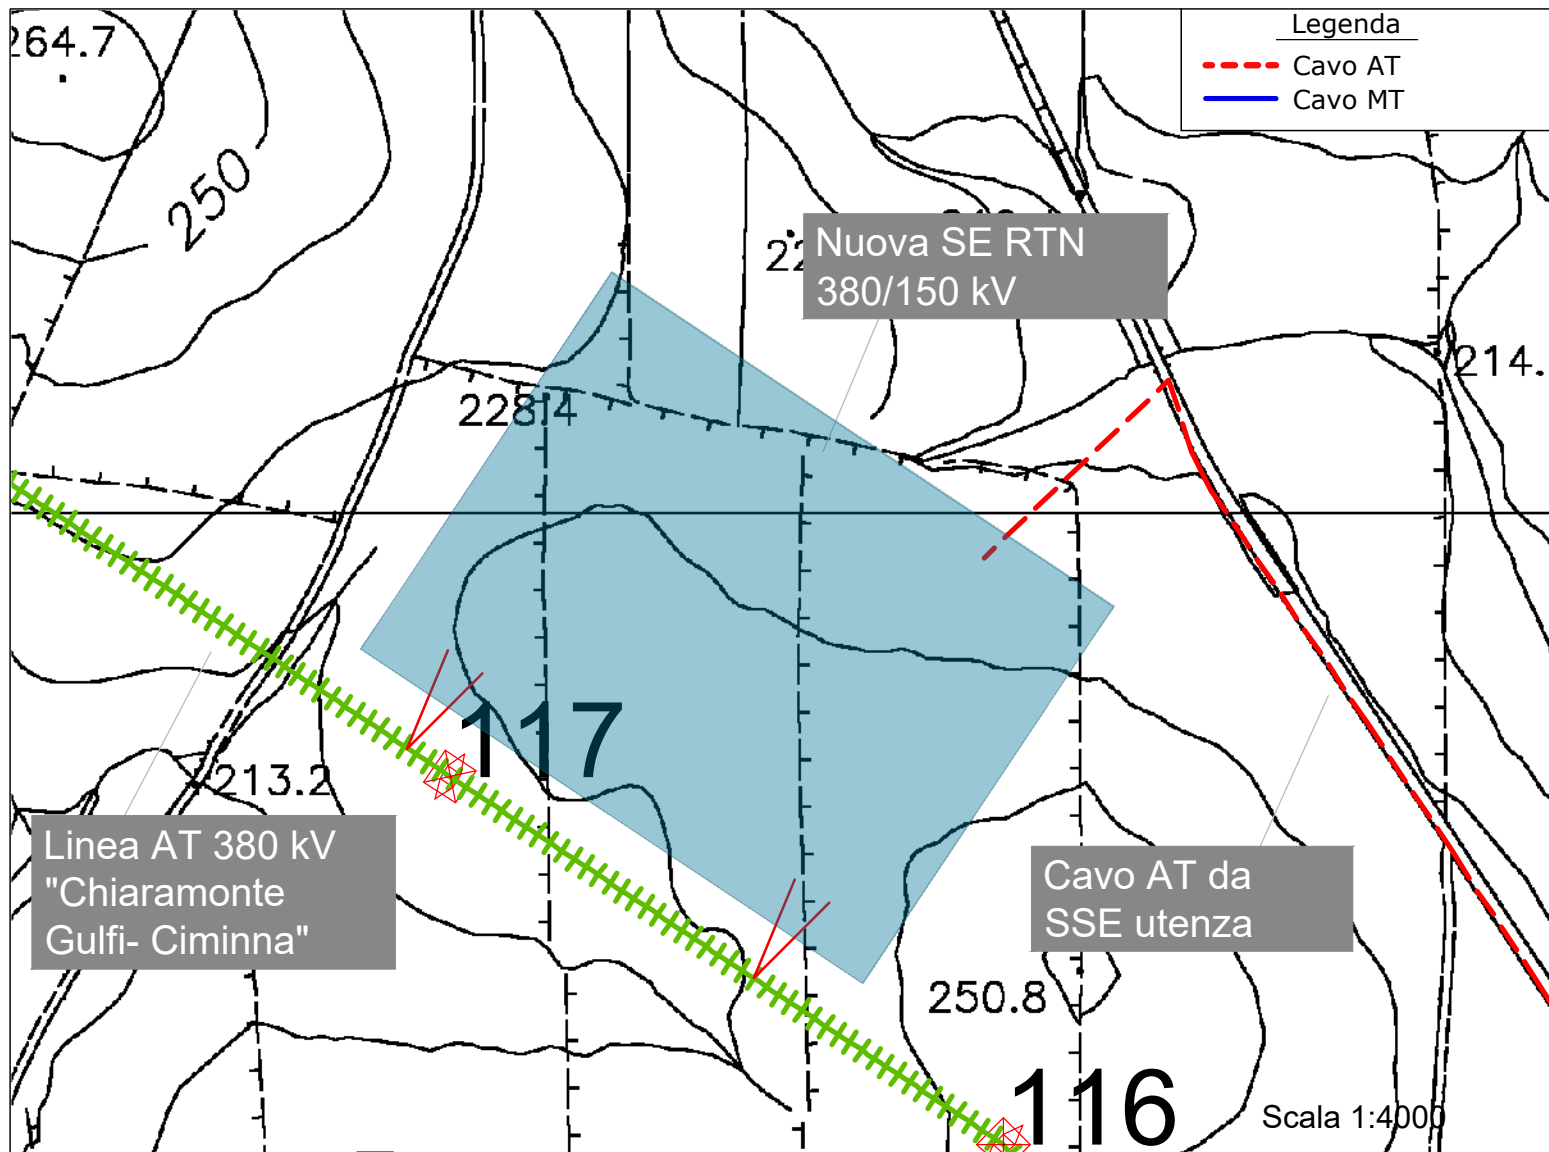 Legenda
Cavo AT
Cavo MT
264.7
250
Nuova SE RTN
380/150 kV
214.
228.4
117
213.2
Linea AT 380 kV
"Chiaramonte
Gulfi- Ciminna"
Cavo AT da
SSE utenza
250.8
116
Scala 1:4000